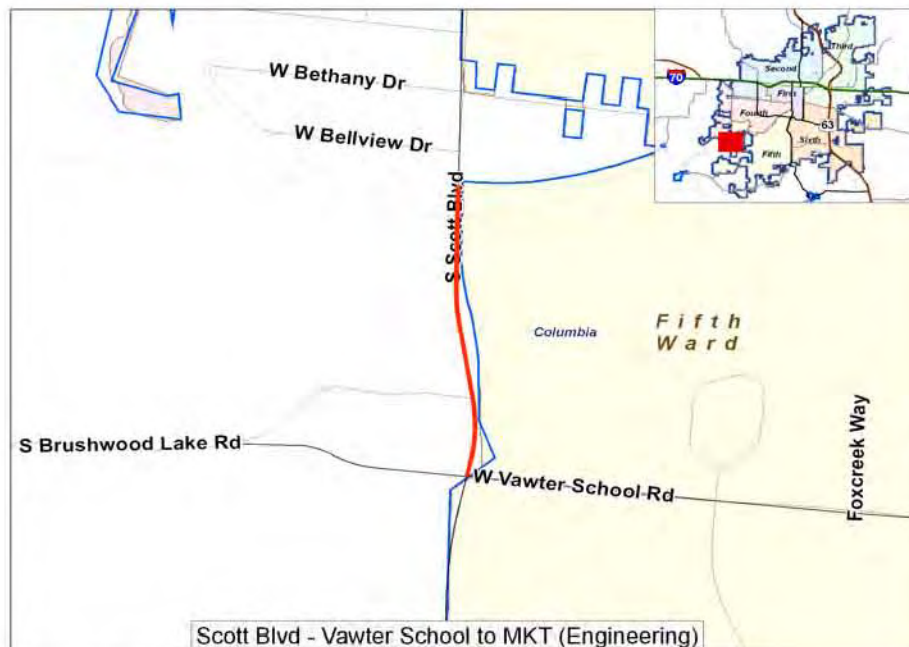 W Bethany Dr
W Bellview Dr
S Scott Blvd
Columbia
Fifth
Ward
S Brushwood Lake Rd
W Vawter School Rd
Foxcreek Way
Third
Second
70
First
Fourth
63
Sixth
Fifth
Scott Blvd - Vawter School to MKT (Engineering)